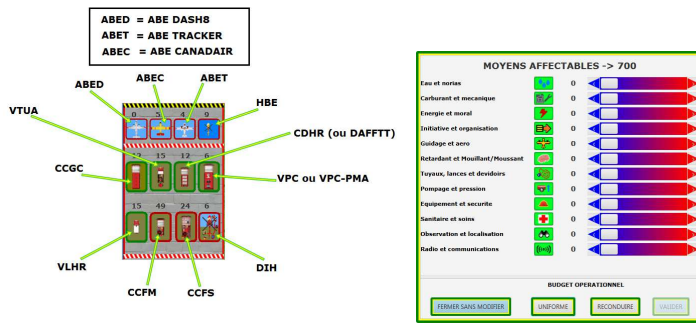 ABED = ABE DASH8
ABET = ABE TRACKER
ABEC = ABE CANADAIR
ABED
ABEC
ABET
HBE
VTUA
CDHR (ou DAFFTT)
0 5 4 9
CCGC
15 12 6
VPC ou VPC-PMA
15 49 24 6
VLHR
CCFM
CCFS
DIH
MOYENS AFFECTABLES -> 700
Eau et norias 0
Carburant et mecanique 0
Energie et moral 0
Initiative et organisation 0
Guidage et aero 0
Retardant et Mouillant/Moussant 0
Tuyaux, lances et devidoirs 0
Pompage et pression 0
Equipement et securite 0
Sanitaire et soins 0
Observation et localisation 0
Radio et communications 0
BUDGET OPERATIONNEL
FERMER SANS MODIFIER
UNIFORME
RECONDUIRE
VALIDER